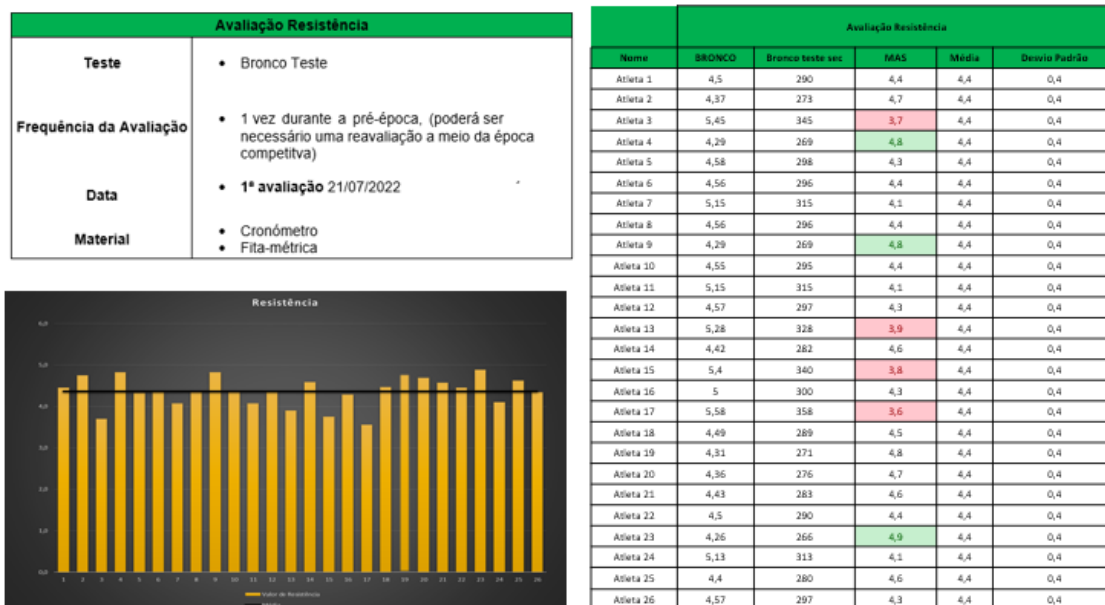 Avaliação Resistência
Teste
• Bronco Teste
Frequência da Avaliação
• 1 vez durante a pré-época, (poderá ser
necessário uma reavaliação a meio da época
competitva)
Data
• 1ª avaliação 21/07/2022
Material
• Cronómetro
• Fita-métrica
Resistência
6,0
5,0
4,0
3,0
2,0
1,0
0,0
1 2 3 4 5 6 7 8 9 10 11 12 13 14 15 16 17 18 19 20 21 22 23 24 25 26
Valor de Resistência
Avaliação Resistência
Nome BRONCO Bronco teste sec MAS Média Desvio Padrão
Atleta 1 4,5 290 4,4 4,4 0,4
Atleta 2 4,37 273 4,7 4,4 0,4
Atleta 3 5,45 345 3,7 4,4 0,4
Atleta 4 4,29 269 4,8 4,4 0,4
Atleta 5 4,58 298 4,3 4,4 0,4
Atleta 6 4,56 296 4,4 4,4 0,4
Atleta 7 5,15 315 4,1 4,4 0,4
Atleta 8 4,56 296 4,4 4,4 0,4
Atleta 9 4,29 269 4,8 4,4 0,4
Atleta 10 4,55 295 4,4 4,4 0,4
Atleta 11 5,15 315 4,1 4,4 0,4
Atleta 12 4,57 297 4,3 4,4 0,4
Atleta 13 5,28 328 3,9 4,4 0,4
Atleta 14 4,42 282 4,6 4,4 0,4
Atleta 15 5,4 340 3,8 4,4 0,4
Atleta 16 5 300 4,3 4,4 0,4
Atleta 17 5,58 358 3,6 4,4 0,4
Atleta 18 4,49 289 4,5 4,4 0,4
Atleta 19 4,31 271 4,8 4,4 0,4
Atleta 20 4,36 276 4,7 4,4 0,4
Atleta 21 4,43 283 4,6 4,4 0,4
Atleta 22 4,5 290 4,4 4,4 0,4
Atleta 23 4,26 266 4,9 4,4 0,4
Atleta 24 5,13 313 4,1 4,4 0,4
Atleta 25 4,4 280 4,6 4,4 0,4
Atleta 26 4,57 297 4,3 4,4 0,4